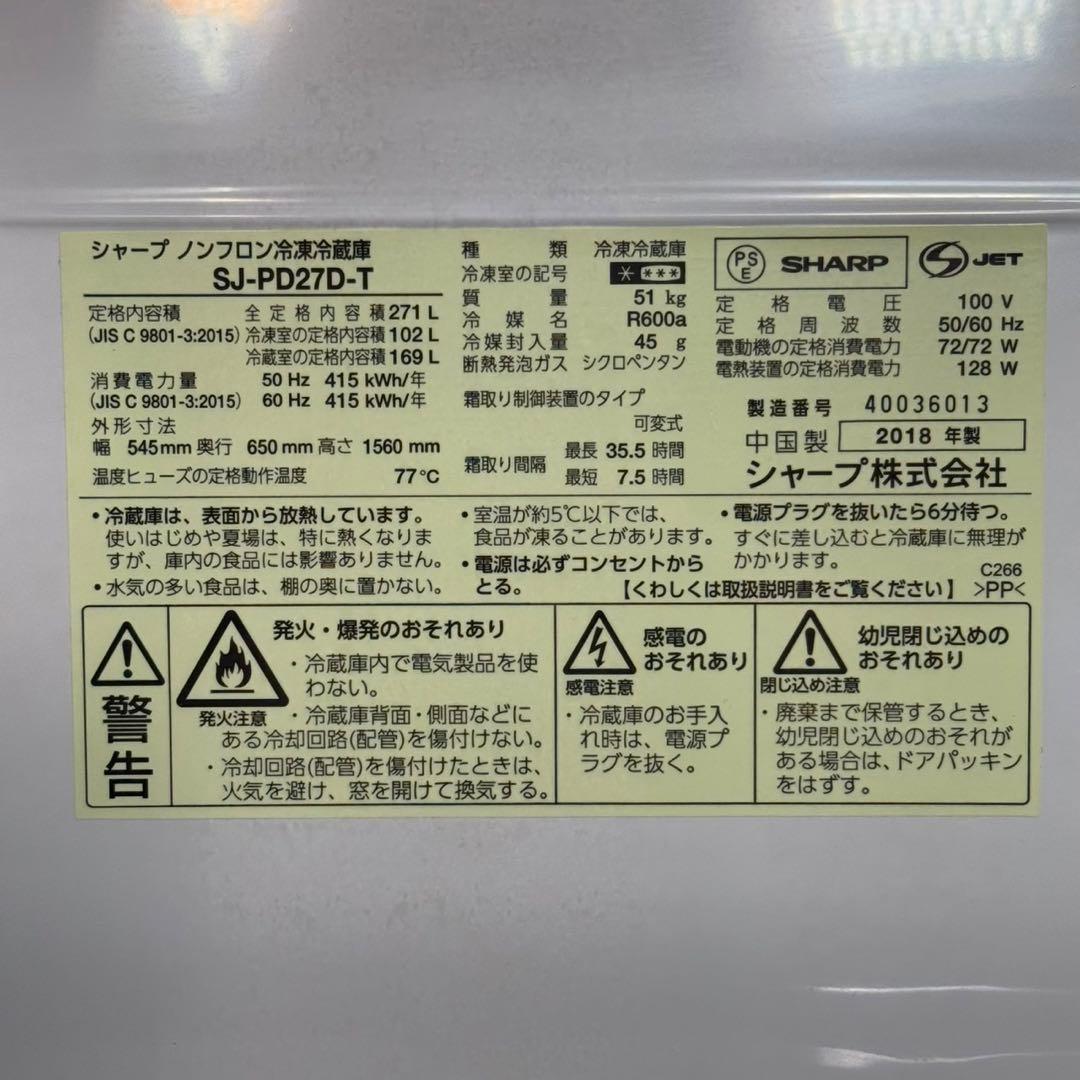 シャープ ノンフロン冷凍冷蔵庫
SJ-PD27D-T
定格内容積 全定格内容積 271 L
(JIS C 9801-3:2015) 冷凍室の定格内容積 102 L
冷蔵室の定格内容積 169 L
消費電力量 50 Hz 415 kWh/年
(JIS C 9801-3:2015) 60 Hz 415 kWh/年
外形寸法
幅 545mm 奥行 650mm 高さ 1560 mm
温度ヒューズの定格動作温度 77℃
種類 冷凍冷蔵庫
冷凍室の記号 * ***
質量 51 kg
冷媒名 R600a
冷媒封入量 45 g
断熱発泡ガス シクロペンタン
霜取り制御装置のタイプ
可変式
霜取り間隔 最長 35.5 時間
最短 7.5 時間
PSE SHARP S JET
定格電圧 100 V
定格周波数 50/60 Hz
電動機の定格消費電力 72/72 W
電熱装置の定格消費電力 128 W
製造番号 40036013
中国製 2018 年製
シャープ株式会社
・冷蔵庫は、表面から放熱しています。
使いはじめや夏場は、特に熱くなりま
すが、庫内の食品には影響ありません。
・水気の多い食品は、棚の奥に置かない。
・室温が約5℃以下では、
食品が凍ることがあります。
・電源は必ずコンセントから
とる。
・電源プラグを抜いたら6分待つ。
すぐに差し込むと冷蔵庫に無理が
かかります。
C266
【くわしくは取扱説明書をご覧ください】 >PP<
警告
発火・爆発のおそれあり
発火注意
・冷蔵庫内で電気製品を使
わない。
・冷蔵庫背面・側面などに
ある冷却回路(配管)を傷付けない。
・冷却回路(配管)を傷付けたときは、
火気を避け、窓を開けて換気する。
感電の
おそれあり
感電注意
・冷蔵庫のお手入
れ時は、電源プ
ラグを抜く。
幼児閉じ込めの
おそれあり
閉じ込め注意
・廃棄まで保管するとき、
幼児閉じ込めのおそれが
ある場合は、ドアパッキン
をはずす。